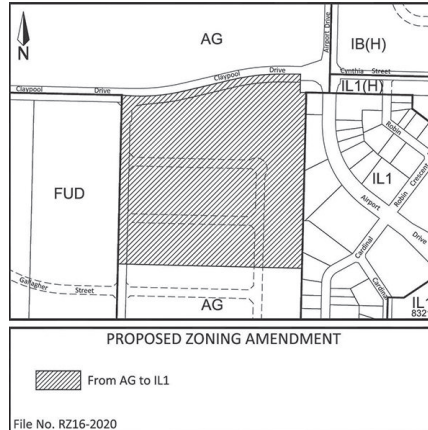 N
AG
Airport Drive
IB(H)
Claypool Drive
Cynthia Street
IL1(H)
Claypool Drive
Robin Crescent
Robin
IL1
FUD
Airport Drive
Cardinal
Cardinal
Gallagher Street
AG
IL1
832
PROPOSED ZONING AMENDMENT
From AG to IL1
File No. RZ16-2020